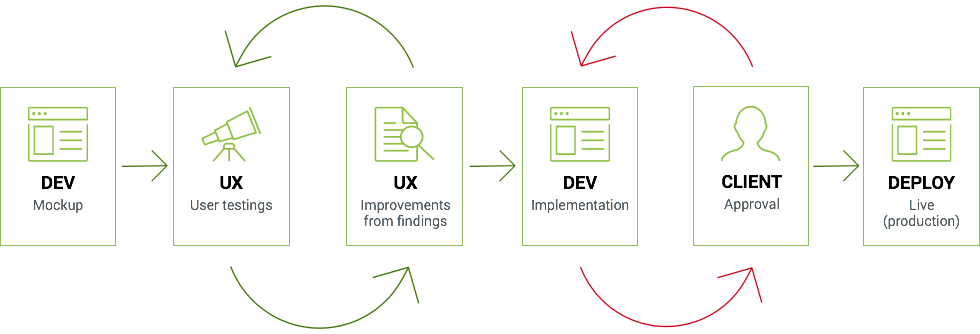 DEV
Mockup
UX
User testings
UX
Improvements
from findings
DEV
Implementation
CLIENT
Approval
DEPLOY
Live
(production)